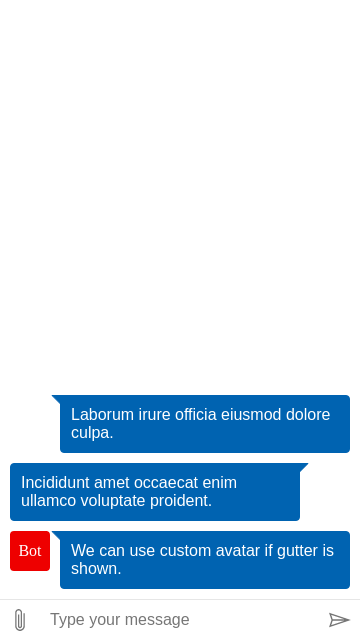 Laborum irure officia eiusmod dolore
culpa.
Incididunt amet occaecat enim
ullamco voluptate proident.
Bot
We can use custom avatar if gutter is
shown.
Type your message